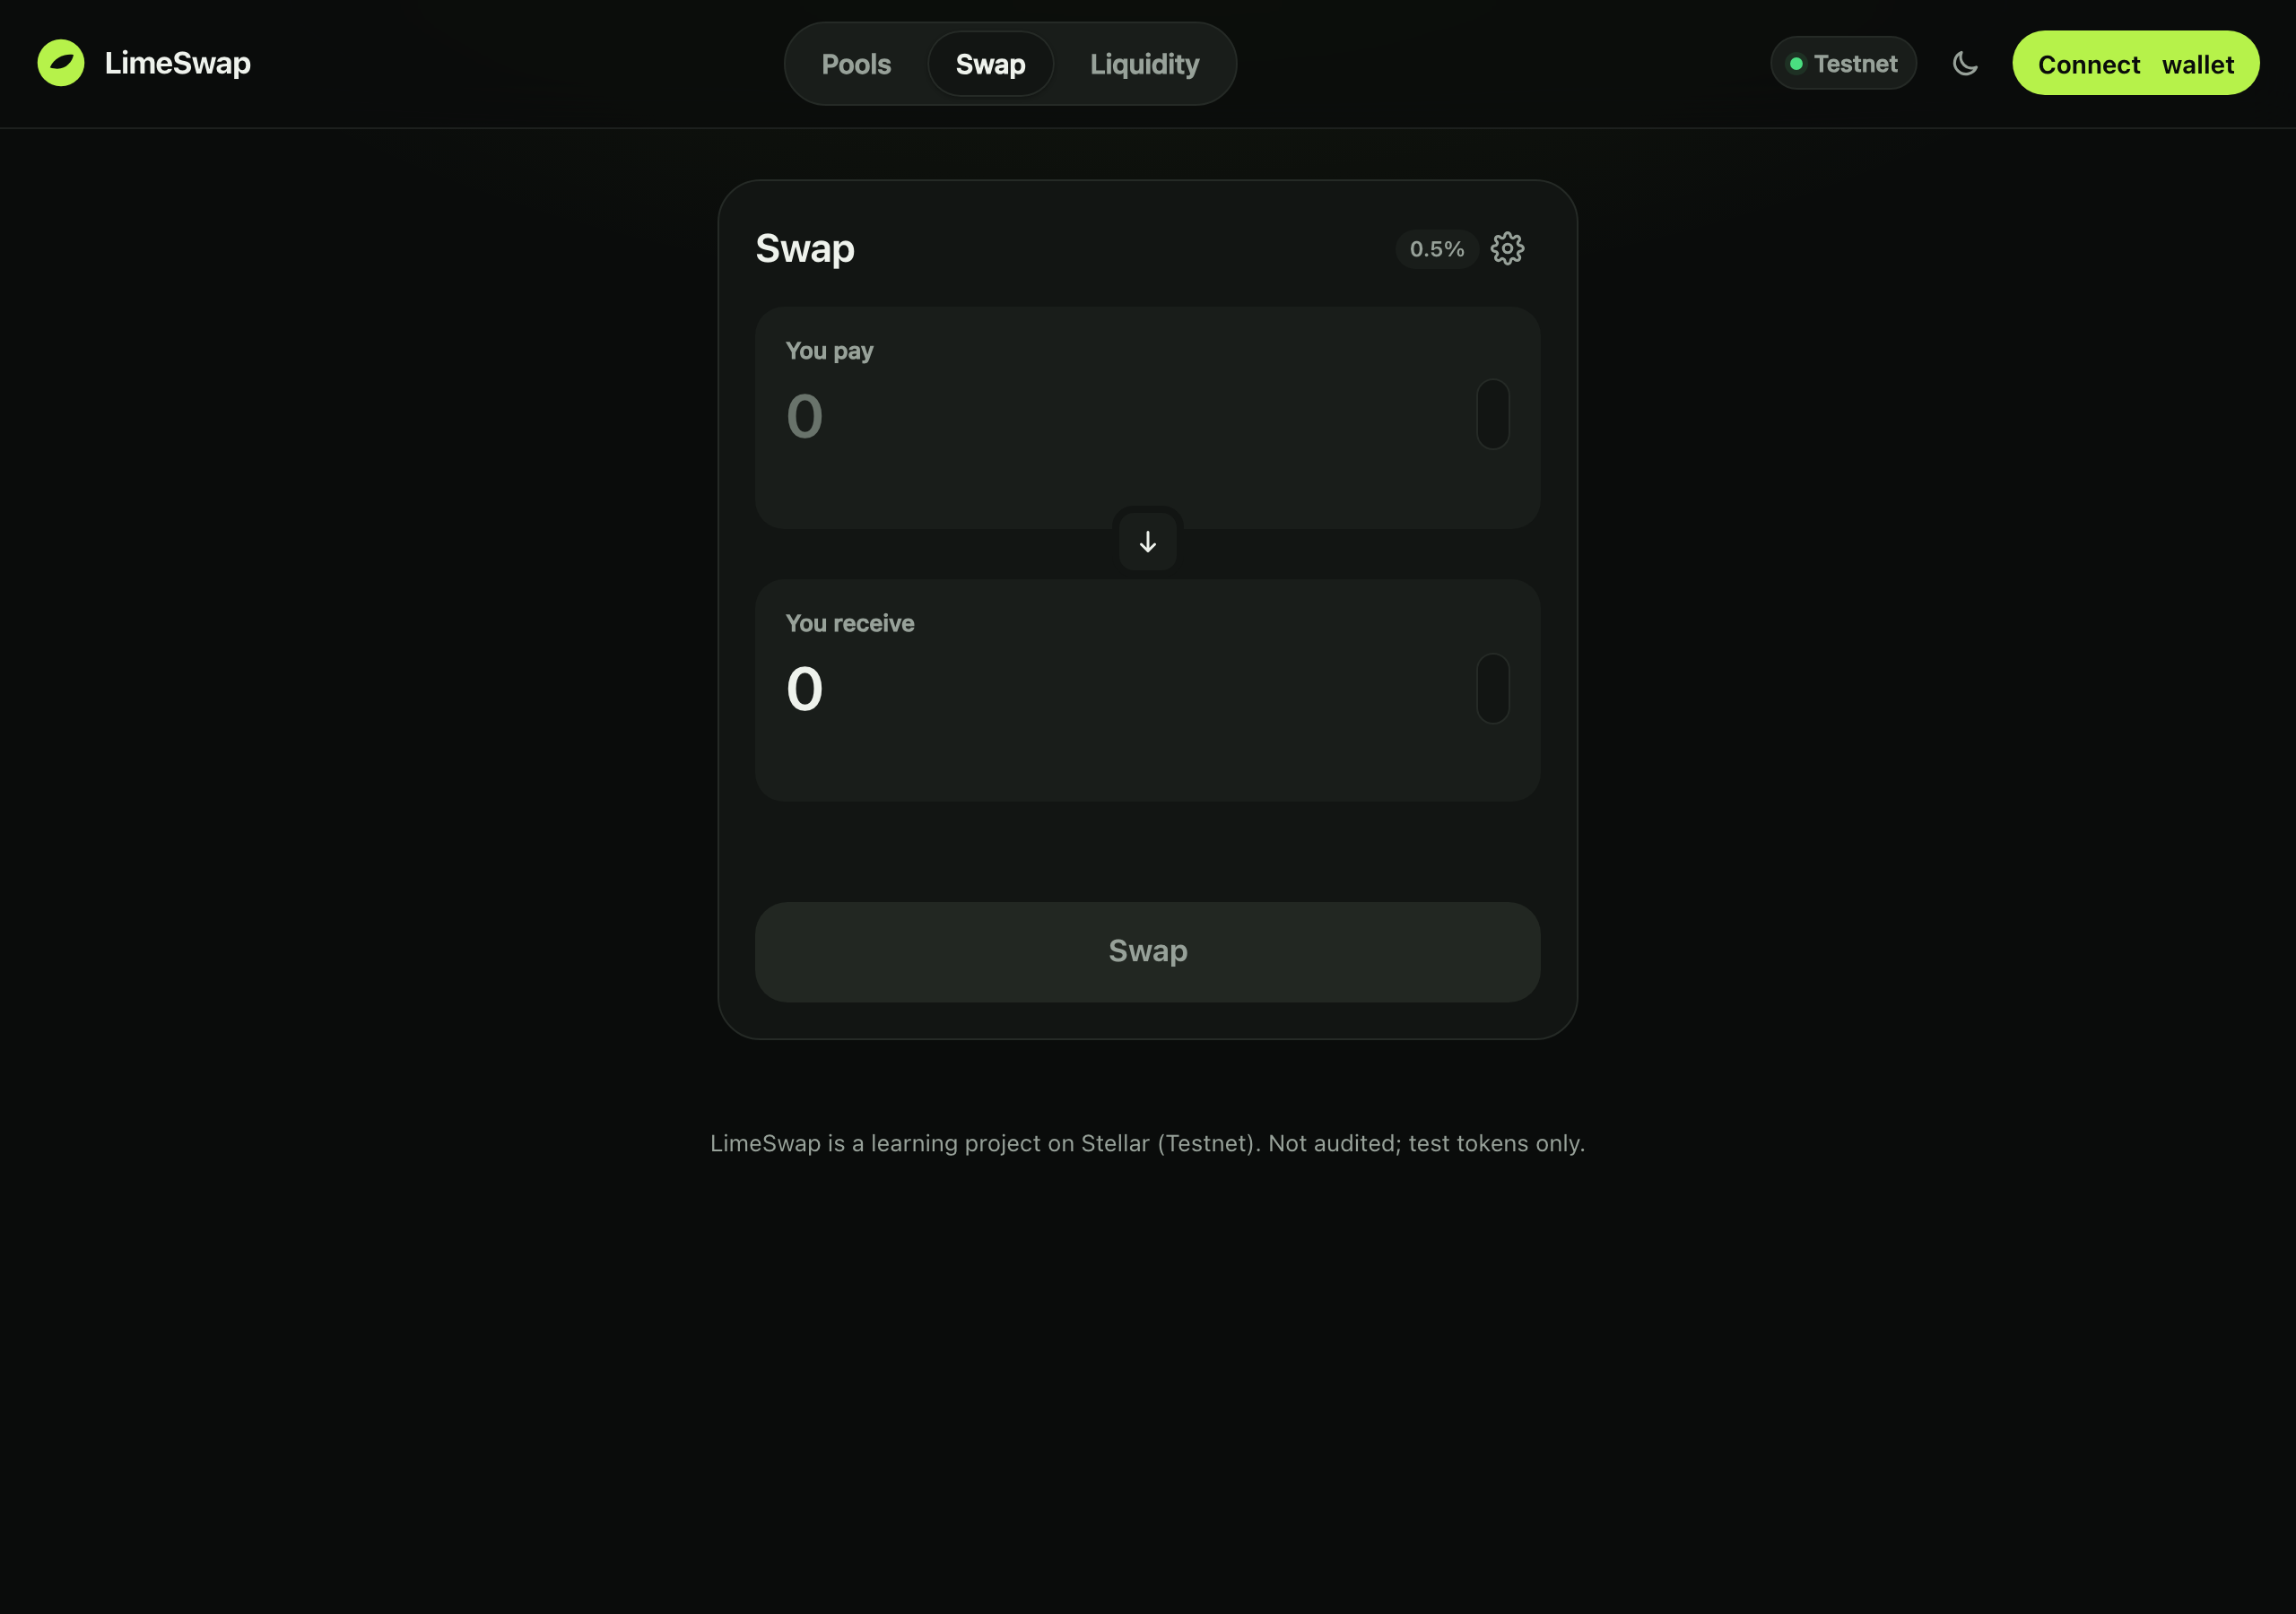 LimeSwap
Pools Swap Liquidity
Testnet
Connect wallet
Swap
0.5%
You pay
0
You receive
0
Swap
LimeSwap is a learning project on Stellar (Testnet). Not audited; test tokens only.